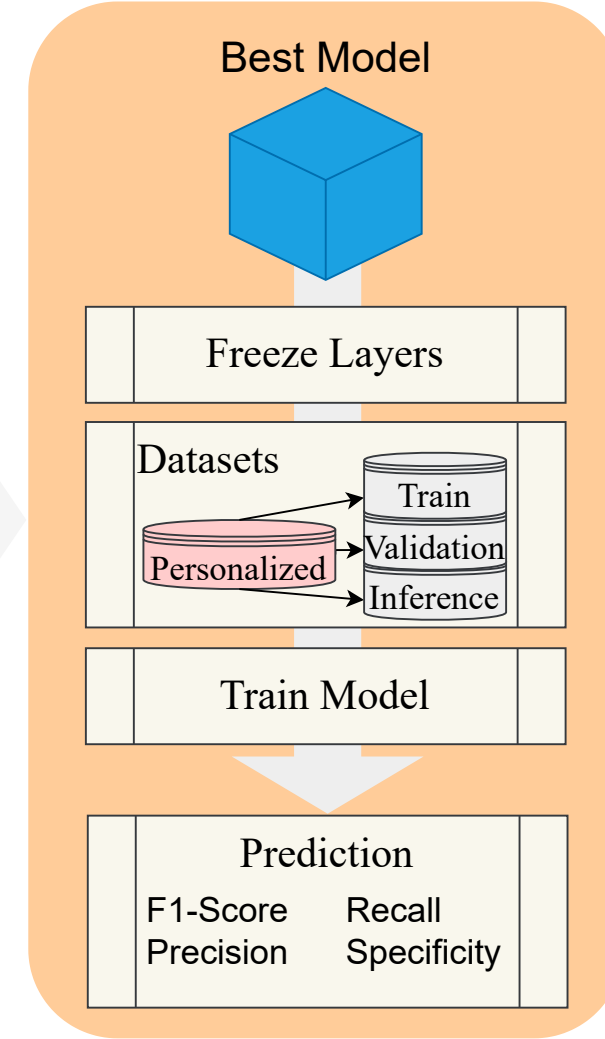 Best Model
Freeze Layers
Datasets
Personalized
Train
Validation
Inference
Train Model
Prediction
F1-Score Recall
Precision Specificity